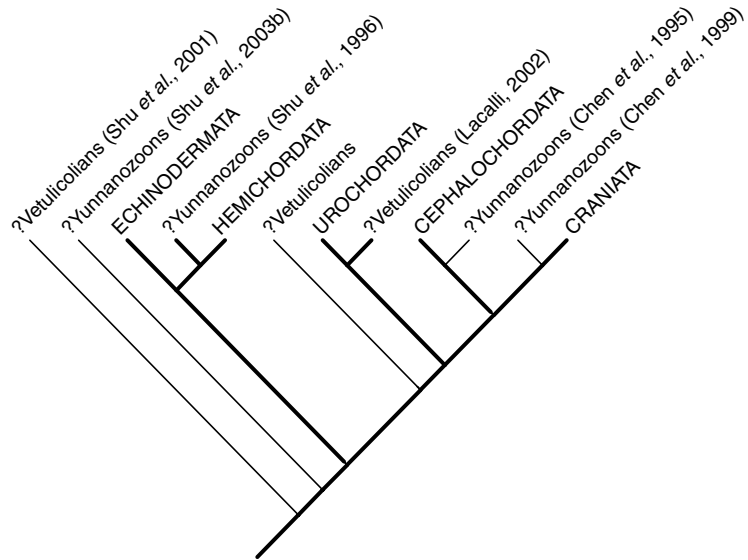 ?Vetulicolians (Shu et al., 2001)
?Yunnanozoons (Shu et al., 2003b)
ECHINODERMATA
?Yunnanozoons (Shu et al., 1996)
HEMICHORDATA
?Vetulicolians
UROCHORDATA
?Vetulicolians (Lacalli, 2002)
CEPHALOCHORDATA
?Yunnanozoons (Chen et al., 1995)
?Yunnanozoons (Chen et al., 1999)
CRANIATA